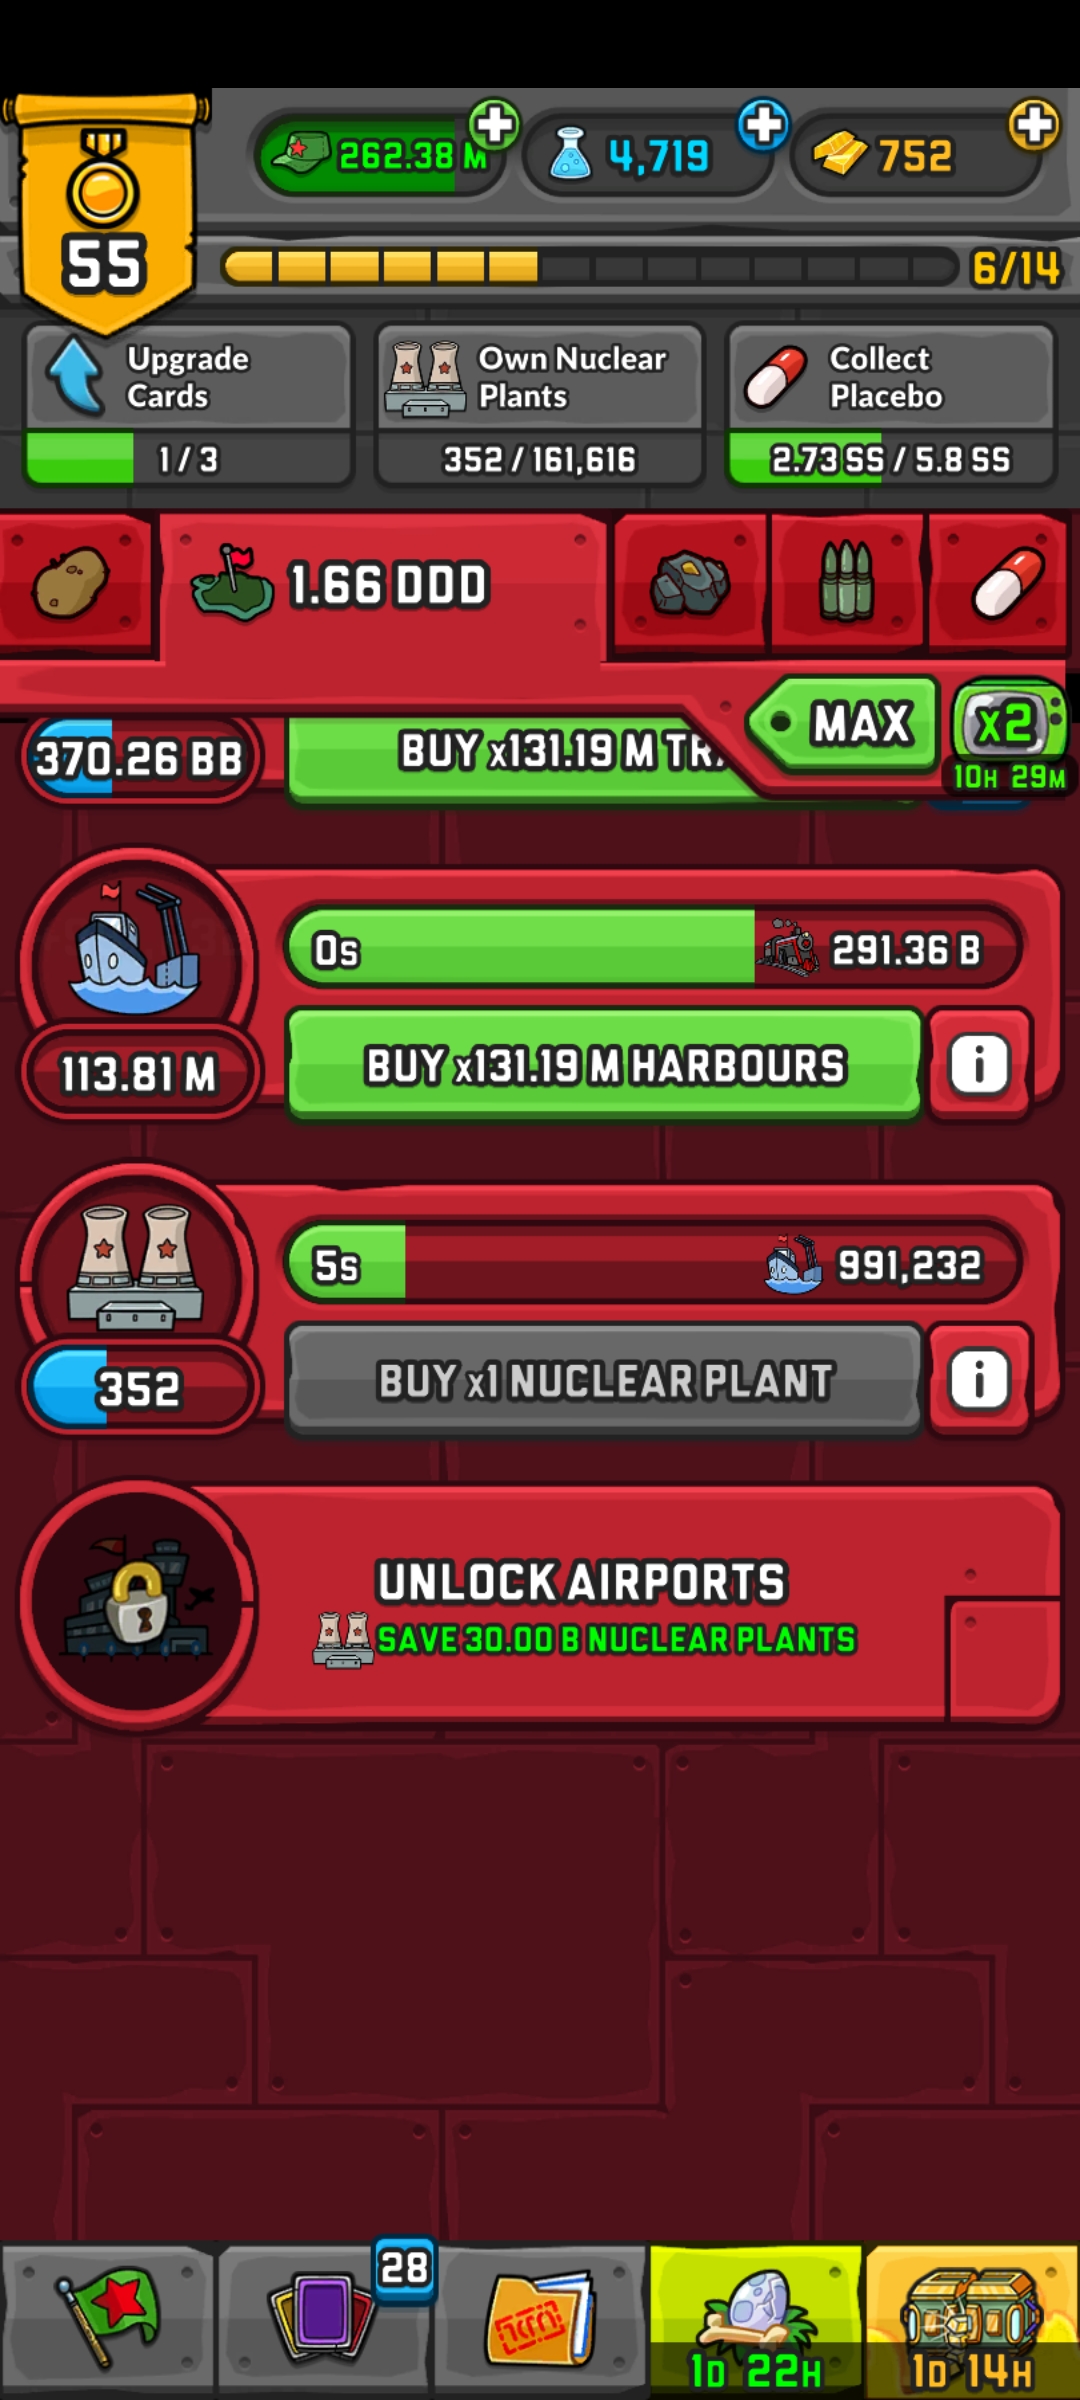 262.38 M
4,719
752
55
6/14
Upgrade
Cards
1 / 3
Own Nuclear
Plants
352 / 161,616
Collect
Placebo
2.73 SS / 5.8 SS
1.66 DDD
MAX
x2
10H 29M
370.26 BB
BUY x131.19 M
0s
291.36 B
113.81 M
BUY x131.19 M HARBOURS
i
5s
991,232
352
BUY x1 NUCLEAR PLANT
i
UNLOCK AIRPORTS
SAVE 30.00 B NUCLEAR PLANTS
28
1D 22H
1D 14H